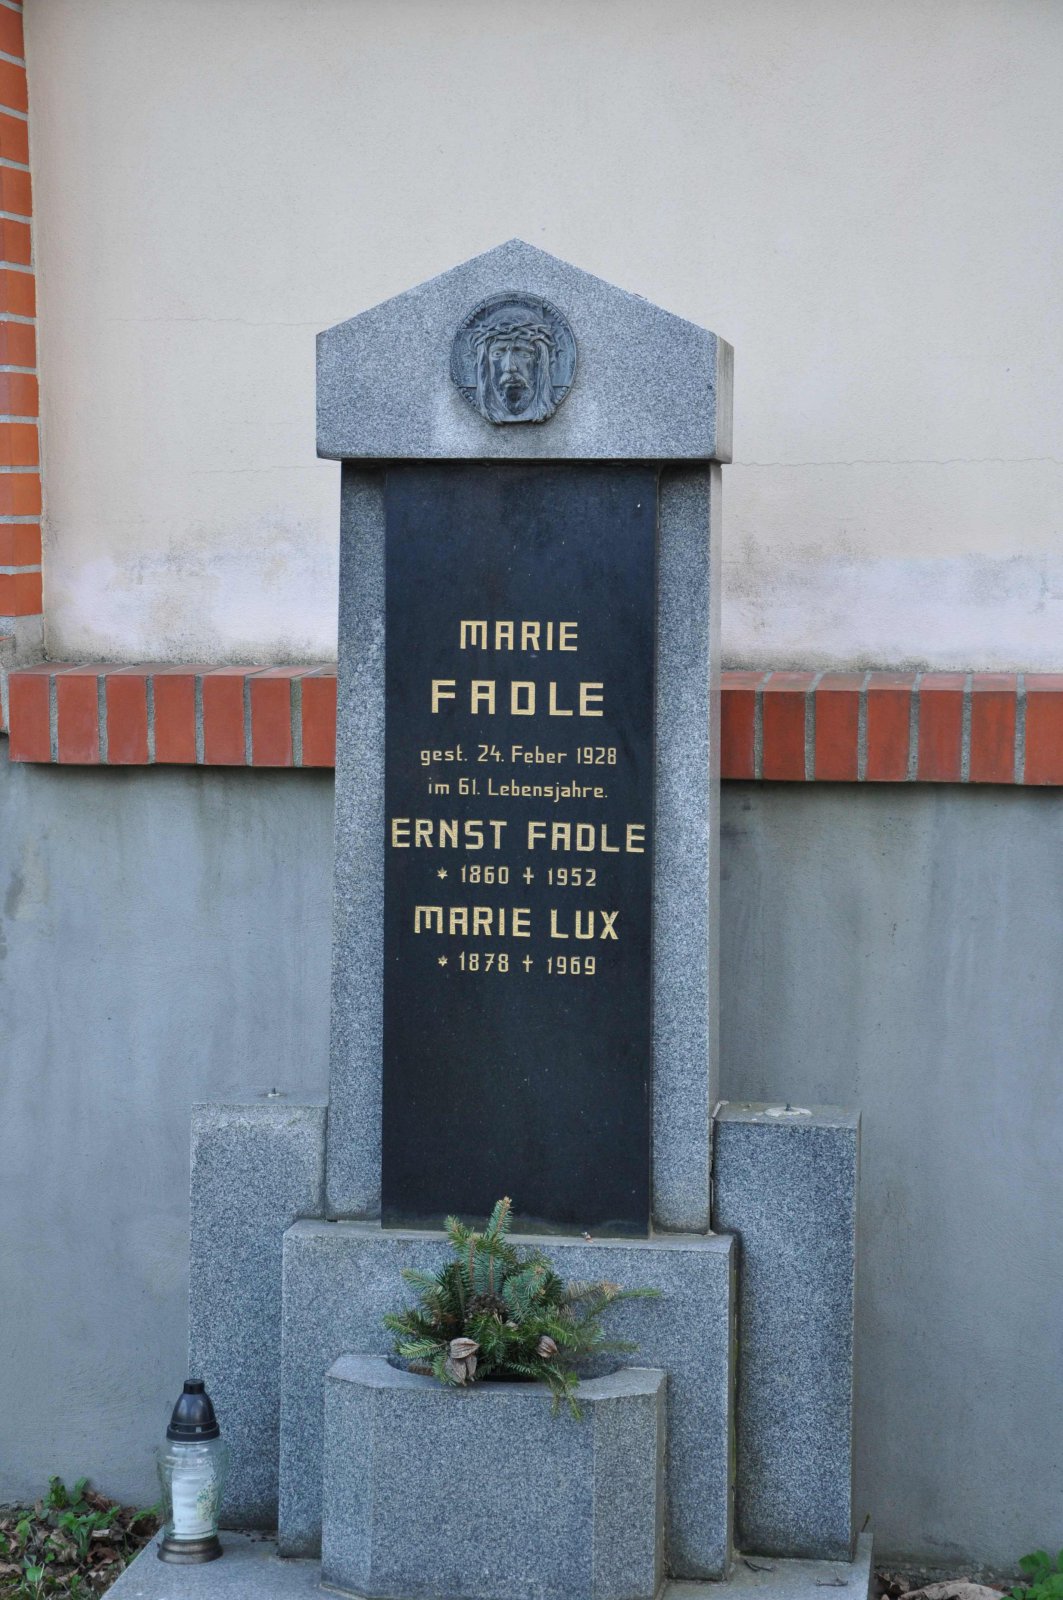 MARIE
FADLE
gest. 24. Feber 1928
im 61. Lebensjahre.
ERNST FADLE
* 1860 ✝ 1952
MARIE LUX
* 1878 ✝ 1969